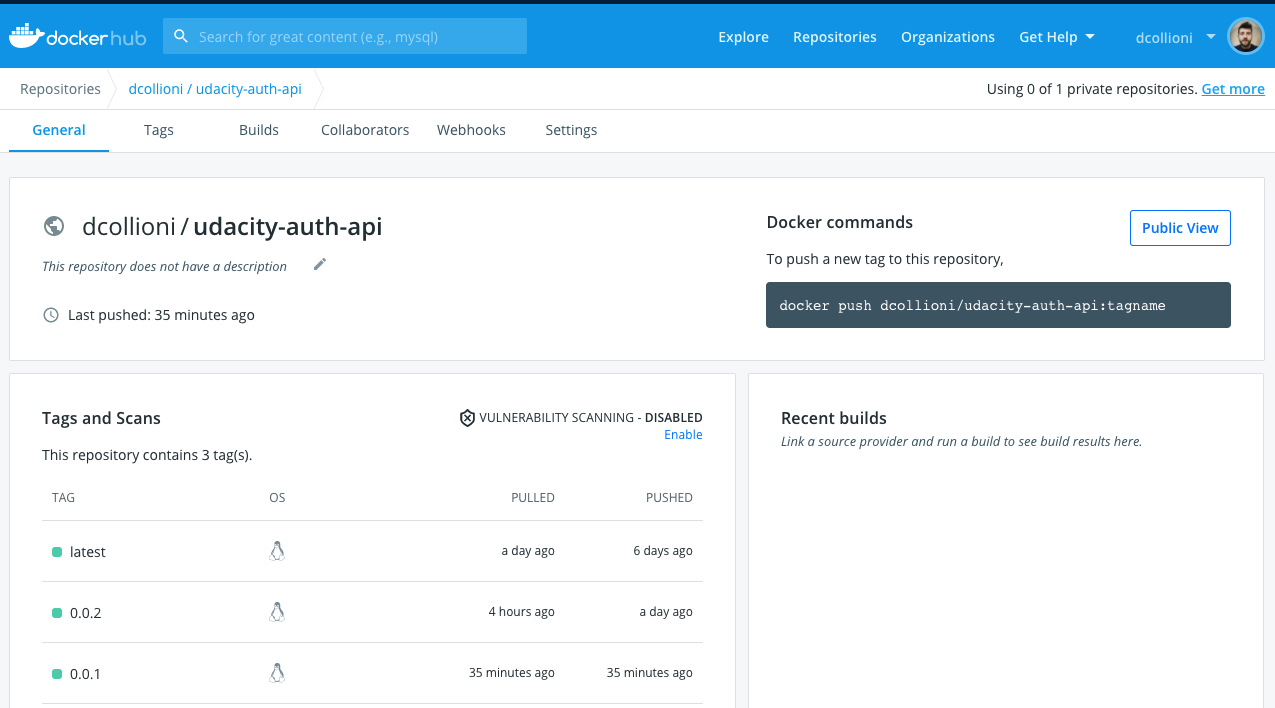 docker hub
Search for great content (e.g., mysql)
Explore
Repositories
Organizations
Get Help
dcollioni
Repositories
dcollioni / udacity-auth-api
Using 0 of 1 private repositories. Get more
General
Tags
Builds
Collaborators
Webhooks
Settings
dcollioni / udacity-auth-api
This repository does not have a description
Last pushed: 35 minutes ago
Docker commands
Public View
To push a new tag to this repository,
docker push dcollioni/udacity-auth-api:tagname
Tags and Scans
VULNERABILITY SCANNING - DISABLED
Enable
This repository contains 3 tag(s).
TAG OS PULLED PUSHED
latest a day ago 6 days ago
0.0.2 4 hours ago a day ago
0.0.1 35 minutes ago 35 minutes ago
Recent builds
Link a source provider and run a build to see build results here.